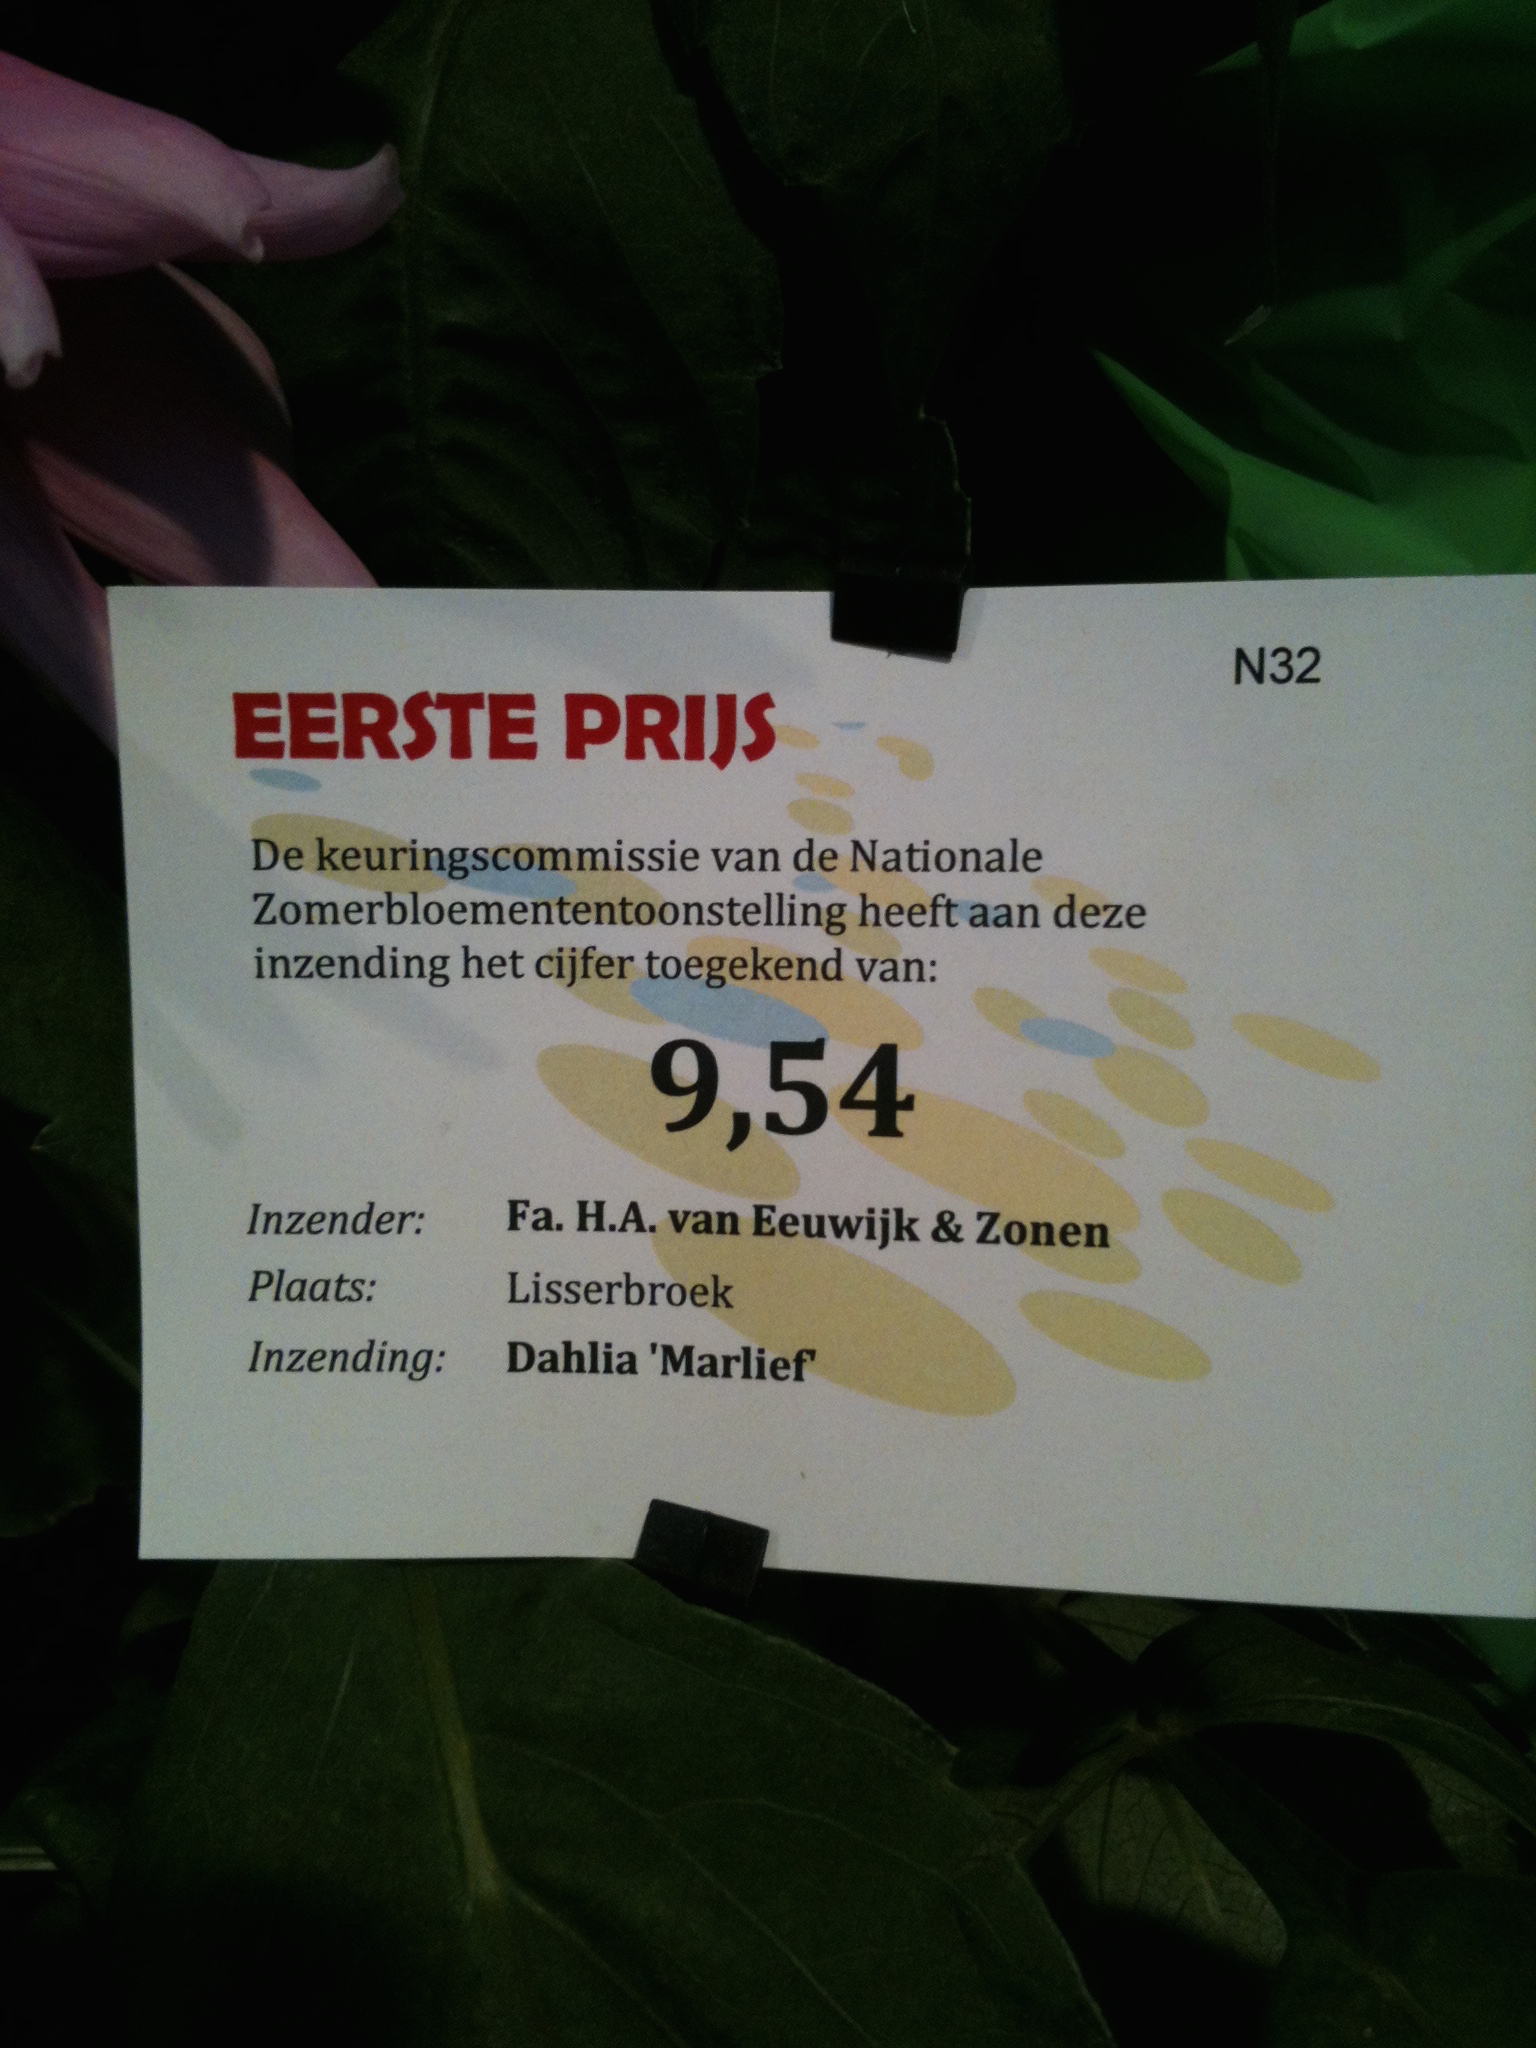 N32
EERSTE PRIJS
De keuringscommissie van de Nationale
Zomerbloemententoonstelling heeft aan deze
inzending het cijfer toegekend van:
9,54
Inzender: Fa. H.A. van Eeuwijk & Zonen
Plaats: Lisserbroek
Inzending: Dahlia 'Marlief'